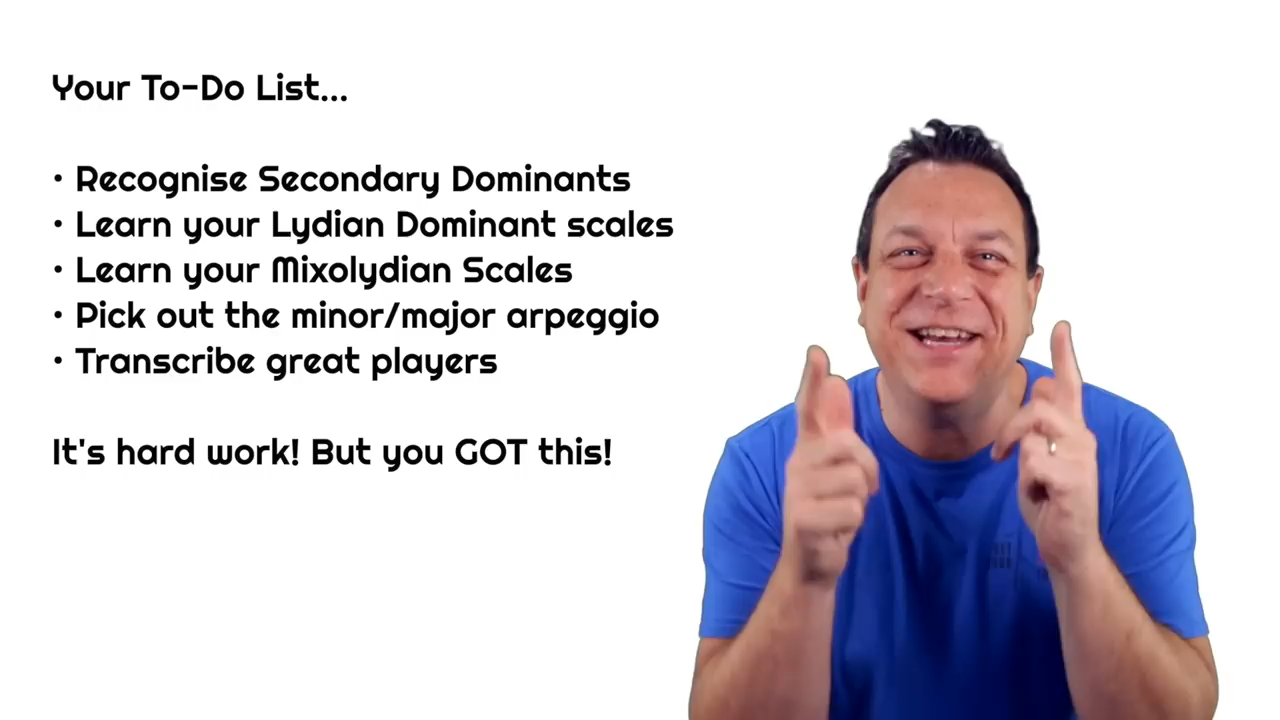 Your To-Do List...
• Recognise Secondary Dominants
• Learn your Lydian Dominant scales
• Learn your Mixolydian Scales
• Pick out the minor/major arpeggio
• Transcribe great players
It's hard work! But you GOT this!